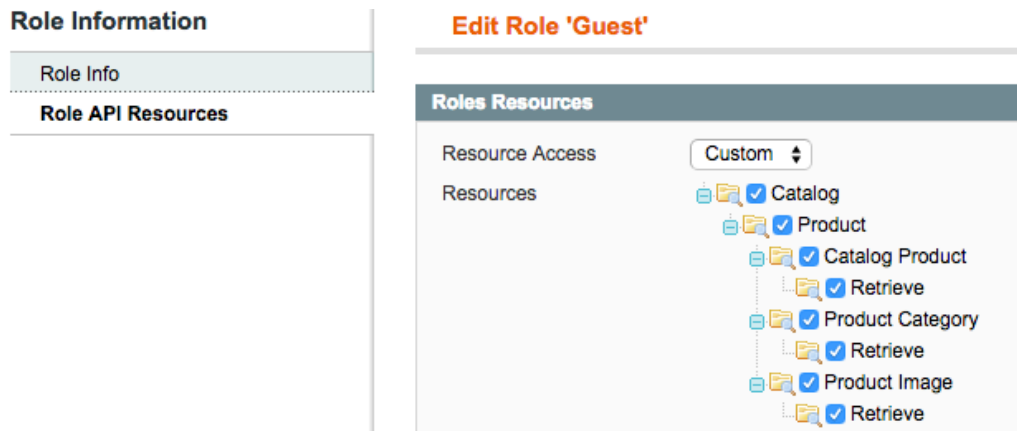 Role Information
Role Info
Role API Resources
Edit Role 'Guest'
Roles Resources
Resource Access
Custom
Resources
Catalog
Product
Catalog Product
Retrieve
Product Category
Retrieve
Product Image
Retrieve